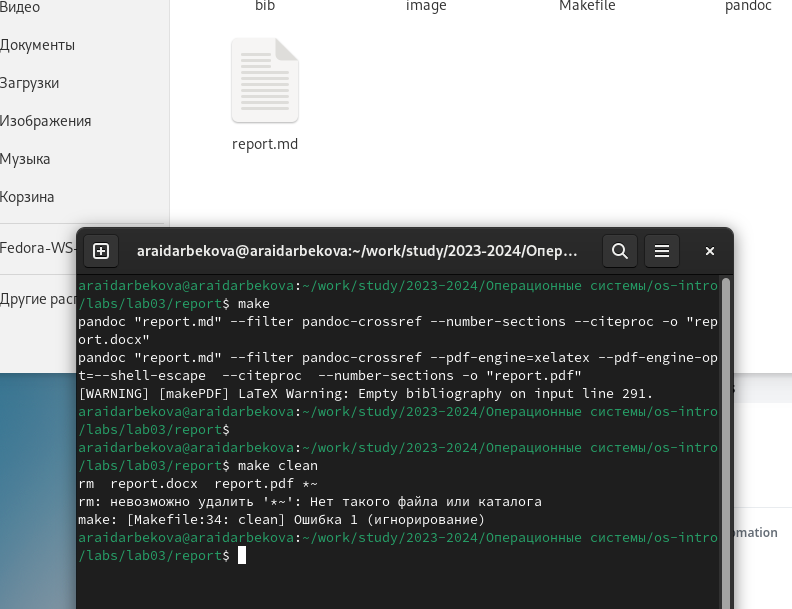 Видео
bib
image
Makefile
pandoc
Документы
Загрузки
Изображения
Музыка
Корзина
report.md
Fedora-WS-
Другие рас
araidarbekova@araidarbekova:~/work/study/2023-2024/Опер...
araidarbekova@araidarbekova:~/work/study/2023-2024/Операционные системы/os-intro
/labs/lab03/report$ make
pandoc "report.md" --filter pandoc-crossref --number-sections --citeproc -o "rep
ort.docx"
pandoc "report.md" --filter pandoc-crossref --pdf-engine=xelatex --pdf-engine-op
t=--shell-escape  --citeproc  --number-sections -o "report.pdf"
[WARNING] [makePDF] LaTeX Warning: Empty bibliography on input line 291.
araidarbekova@araidarbekova:~/work/study/2023-2024/Операционные системы/os-intro
/labs/lab03/report$
araidarbekova@araidarbekova:~/work/study/2023-2024/Операционные системы/os-intro
/labs/lab03/report$ make clean
rm  report.docx  report.pdf *~
rm: невозможно удалить '*~': Нет такого файла или каталога
make: [Makefile:34: clean] Ошибка 1 (игнорирование)
araidarbekova@araidarbekova:~/work/study/2023-2024/Операционные системы/os-intro
/labs/lab03/report$
mation